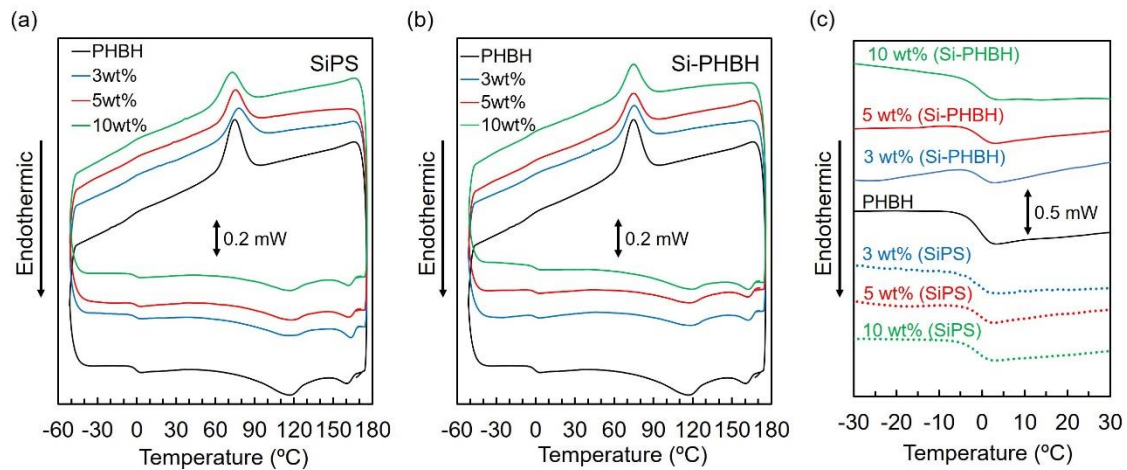 (a)
PHBH
3wt%
5wt%
10wt%
SiPS
Endothermic
0.2 mW
-60 -30 0 30 60 90 120 150 180
Temperature (ºC)
(b)
PHBH
3wt%
5wt%
10wt%
Si-PHBH
Endothermic
0.2 mW
-60 -30 0 30 60 90 120 150 180
Temperature (ºC)
(c)
10 wt% (Si-PHBH)
5 wt% (Si-PHBH)
3 wt% (Si-PHBH)
PHBH
0.5 mW
3 wt% (SiPS)
5 wt% (SiPS)
10 wt% (SiPS)
Endothermic
-30 -20 -10 0 10 20 30
Temperature (ºC)